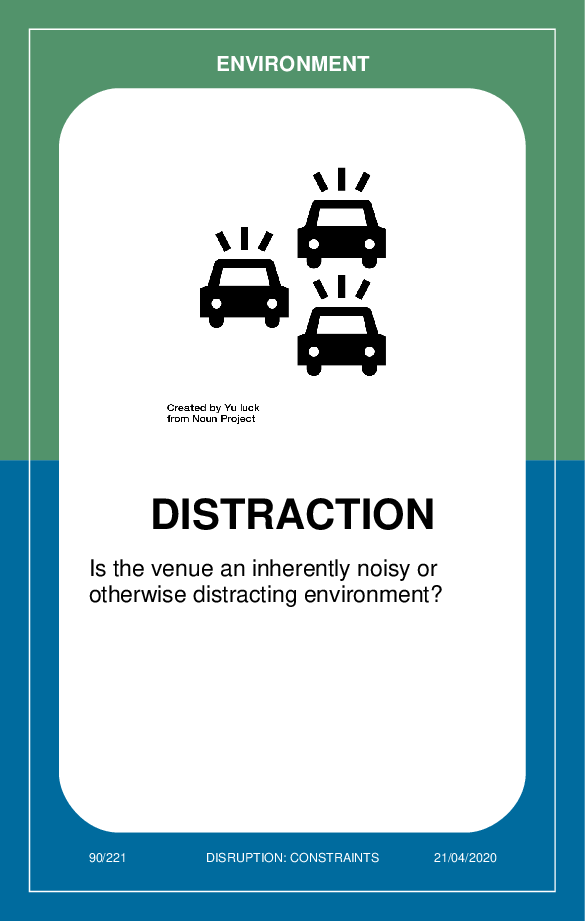 ENVIRONMENT
Created by Yu luck
from Noun Project
DISTRACTION
Is the venue an inherently noisy or
otherwise distracting environment?
90/221 DISRUPTION: CONSTRAINTS 21/04/2020